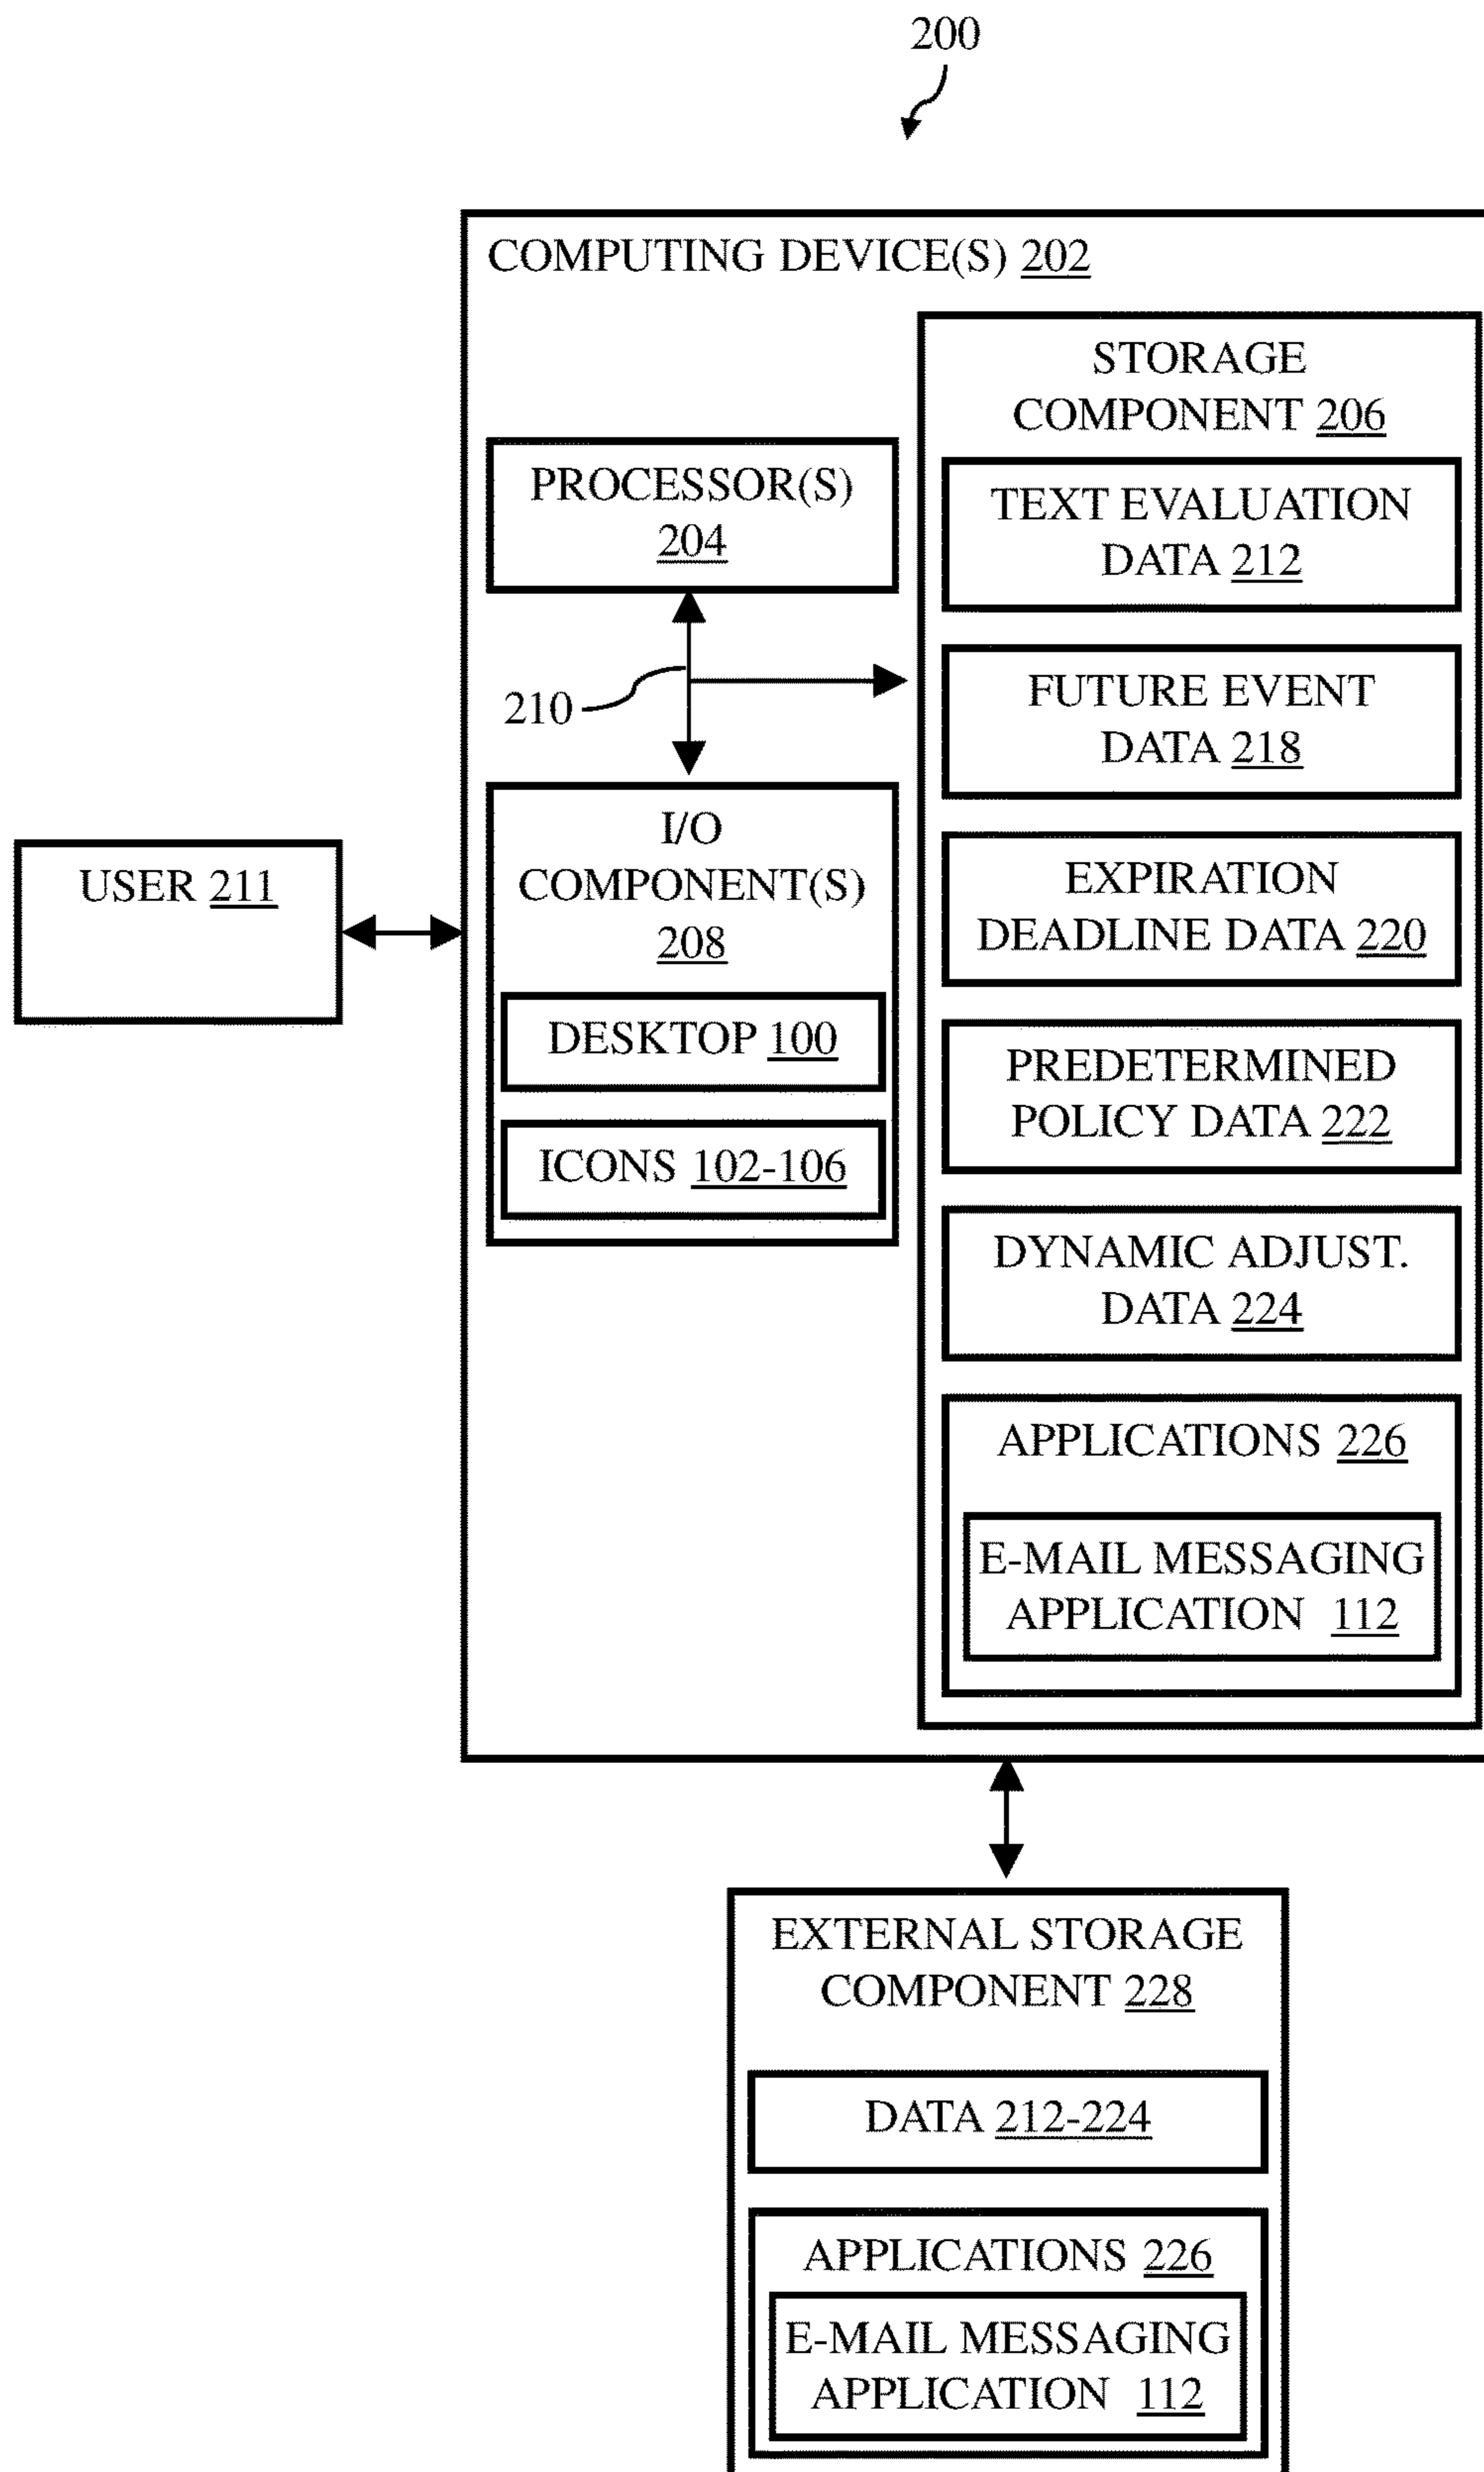 200
COMPUTING DEVICE(S) 202
STORAGE
COMPONENT 206
PROCESSOR(S)
204
TEXT EVALUATION
DATA 212
210
FUTURE EVENT
DATA 218
I/O
COMPONENT(S)
208
USER 211
EXPIRATION
DEADLINE DATA 220
DESKTOP 100
PREDETERMINED
POLICY DATA 222
ICONS 102-106
DYNAMIC ADJUST.
DATA 224
APPLICATIONS 226
E-MAIL MESSAGING
APPLICATION 112
EXTERNAL STORAGE
COMPONENT 228
DATA 212-224
APPLICATIONS 226
E-MAIL MESSAGING
APPLICATION 112